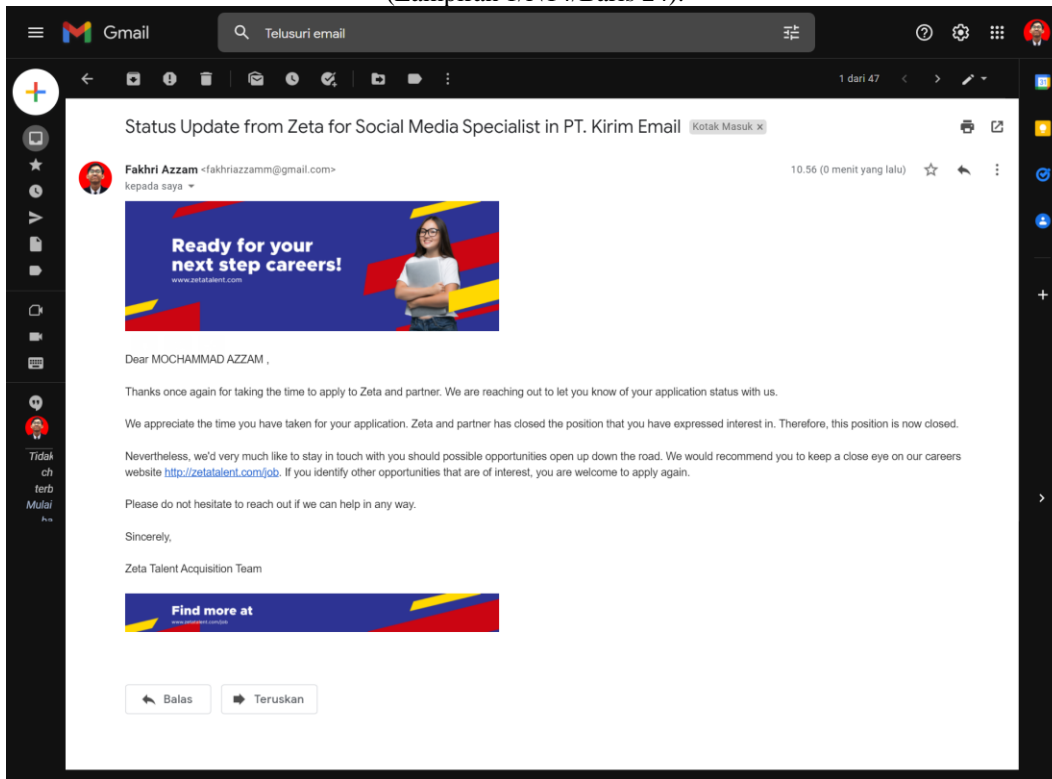 Gmail
Telusuri email
1 dari 47
Status Update from Zeta for Social Media Specialist in PT. Kirim Email Kotak Masuk ×
Fakhri Azzam <fakhriazzamm@gmail.com>
10.56 (0 menit yang lalu)
kepada saya
Ready for your
next step careers!
www.zetatalent.com
Dear MOCHAMMAD AZZAM ,
Thanks once again for taking the time to apply to Zeta and partner. We are reaching out to let you know of your application status with us.
We appreciate the time you have taken for your application. Zeta and partner has closed the position that you have expressed interest in. Therefore, this position is now closed.
Nevertheless, we'd very much like to stay in touch with you should possible opportunities open up down the road. We would recommend you to keep a close eye on our careers
website http://zetatalent.com/job. If you identify other opportunities that are of interest, you are welcome to apply again.
Please do not hesitate to reach out if we can help in any way.
Sincerely,
Zeta Talent Acquisition Team
Find more at
www.zetatalent.com/job
Balas
Teruskan
Tidak
ch
terb
Mulai
31